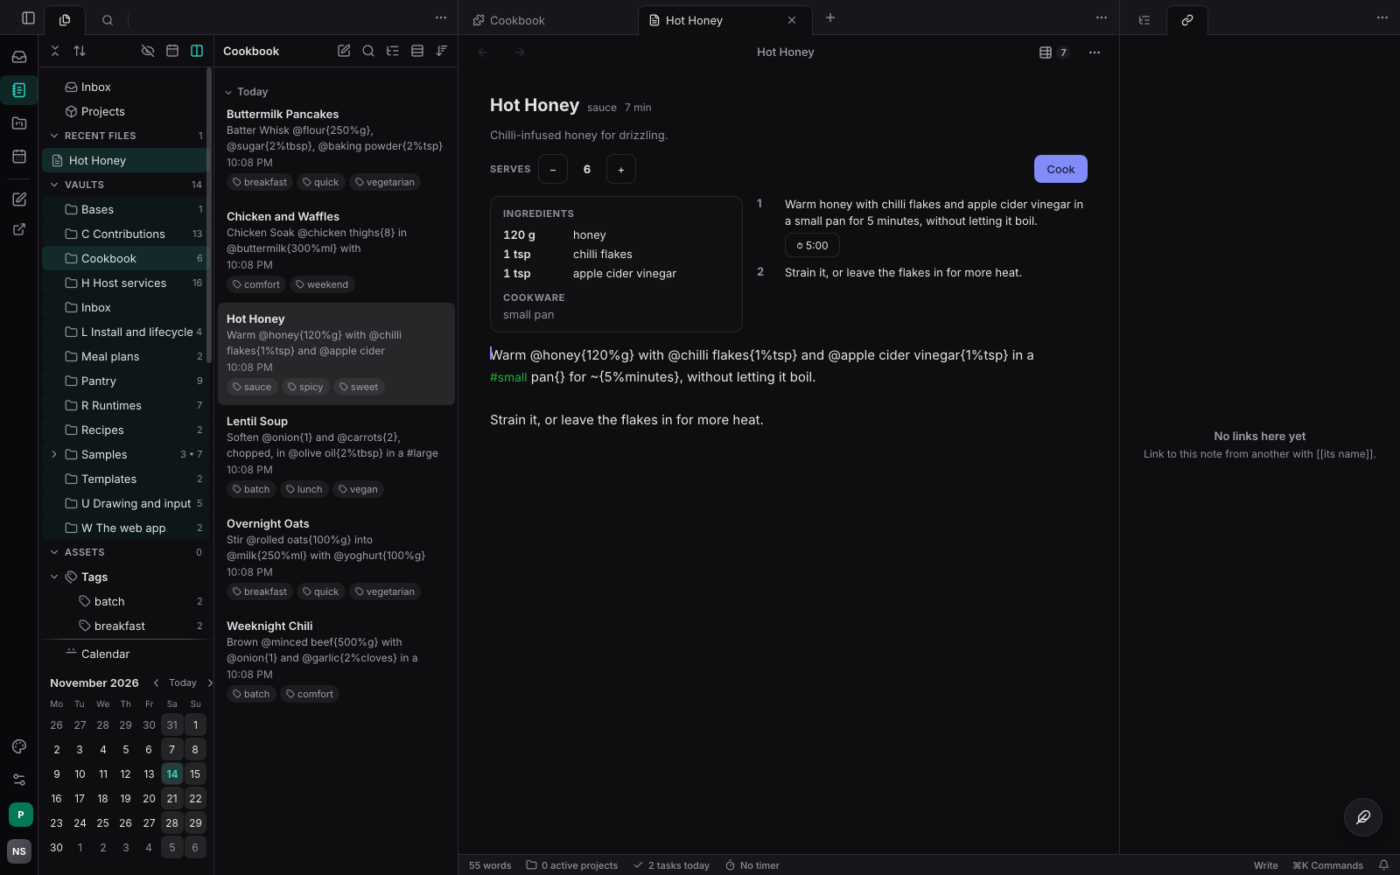 Inbox
Projects
RECENT FILES 1
Hot Honey
VAULTS 14
Bases 1
C Contributions 13
Cookbook 6
H Host services 16
Inbox
L Install and lifecycle 4
Meal plans 2
Pantry 9
R Runtimes 7
Recipes 2
Samples 3 • 7
Templates 2
U Drawing and input 5
W The web app 2
ASSETS 0
Tags
batch 2
breakfast 2
Calendar
November 2026 Today
Mo Tu We Th Fr Sa Su
26 27 28 29 30 31 1
2 3 4 5 6 7 8
9 10 11 12 13 14 15
16 17 18 19 20 21 22
23 24 25 26 27 28 29
30 1 2 3 4 5 6
P
NS
Cookbook
Today
Buttermilk Pancakes
Batter Whisk @flour{250%g},
@sugar{2%tbsp}, @baking powder{2%tsp}
10:08 PM
breakfast quick vegetarian
Chicken and Waffles
Chicken Soak @chicken thighs{8} in
@buttermilk{300%ml} with
10:08 PM
comfort weekend
Hot Honey
Warm @honey{120%g} with @chilli
flakes{1%tsp} and @apple cider
10:08 PM
sauce spicy sweet
Lentil Soup
Soften @onion{1} and @carrots{2},
chopped, in @olive oil{2%tbsp} in a #large
10:08 PM
batch lunch vegan
Overnight Oats
Stir @rolled oats{100%g} into
@milk{250%ml} with @yoghurt{100%g}
10:08 PM
breakfast quick vegetarian
Weeknight Chili
Brown @minced beef{500%g} with
@onion{1} and @garlic{2%cloves} in a
10:08 PM
batch comfort
Cookbook Hot Honey
Hot Honey 7
Hot Honey sauce 7 min
Chilli-infused honey for drizzling.
SERVES − 6 + Cook
INGREDIENTS
120 g honey
1 tsp chilli flakes
1 tsp apple cider vinegar
COOKWARE
small pan
1 Warm honey with chilli flakes and apple cider vinegar in
a small pan for 5 minutes, without letting it boil.
5:00
2 Strain it, or leave the flakes in for more heat.
Warm @honey{120%g} with @chilli flakes{1%tsp} and @apple cider vinegar{1%tsp} in a
#small pan{} for ~{5%minutes}, without letting it boil.
Strain it, or leave the flakes in for more heat.
No links here yet
Link to this note from another with [[its name]].
55 words 0 active projects 2 tasks today No timer Write ⌘K Commands